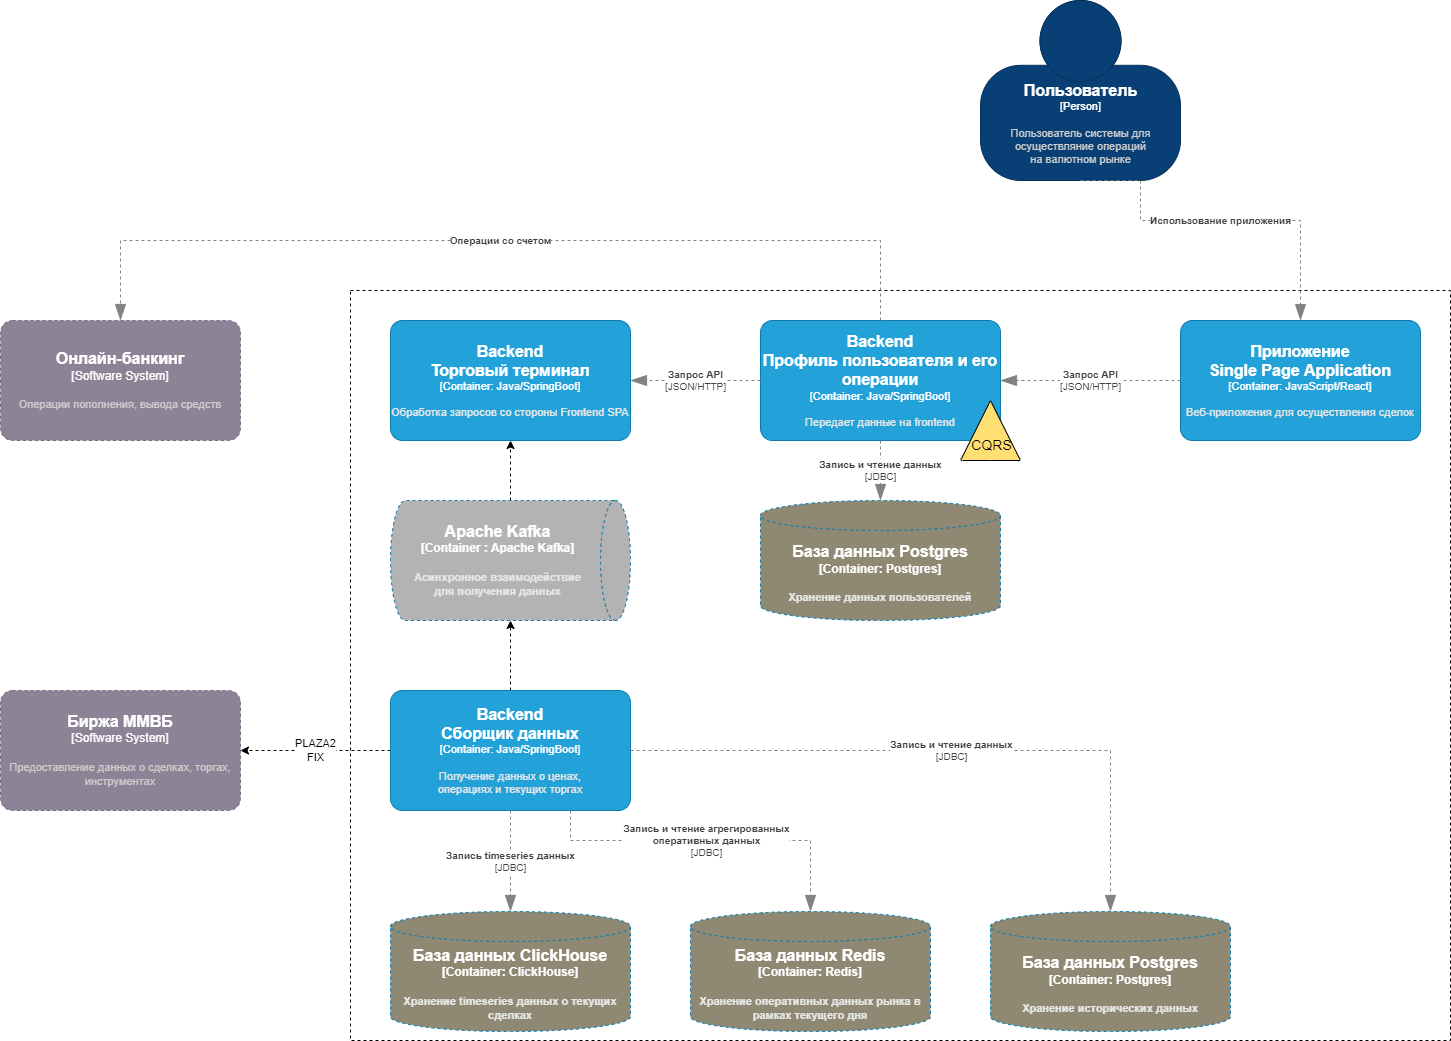 Пользователь
[Person]
Пользователь системы для
осуществляние операций
на валютном рынке
Использование приложения
Операции со счетом
Онлайн-банкинг
[Software System]
Операции пополнения, вывода средств
Backend
Торговый терминал
[Container: Java/SpringBoot]
Обработка запросов со стороны Frontend SPA
Запрос API
[JSON/HTTP]
Backend
Профиль пользователя и его
операции
[Container: Java/SpringBoot]
Передает данные на frontend
CQRS
Запрос API
[JSON/HTTP]
Приложение
Single Page Application
[Container: JavaScript/React]
Веб-приложения для осуществления сделок
Запись и чтение данных
[JDBC]
Apache Kafka
[Container : Apache Kafka]
Асинхронное взаимодействие
для получения данных
База данных Postgres
[Container: Postgres]
Хранение данных пользователей
Биржа ММВБ
[Software System]
Предоставление данных о сделках, торгах,
инструментах
PLAZA2
FIX
Backend
Сборщик данных
[Container: Java/SpringBoot]
Получение данных о ценах,
операциях и текущих торгах
Запись и чтение данных
[JDBC]
Запись и чтение агрегированных
оперативных данных
[JDBC]
Запись timeseries данных
[JDBC]
База данных ClickHouse
[Container: ClickHouse]
Хранение timeseries данных о текущих
сделках
База данных Redis
[Container: Redis]
Хранение оперативных данных рынка в
рамках текущего дня
База данных Postgres
[Container: Postgres]
Хранение исторических данных